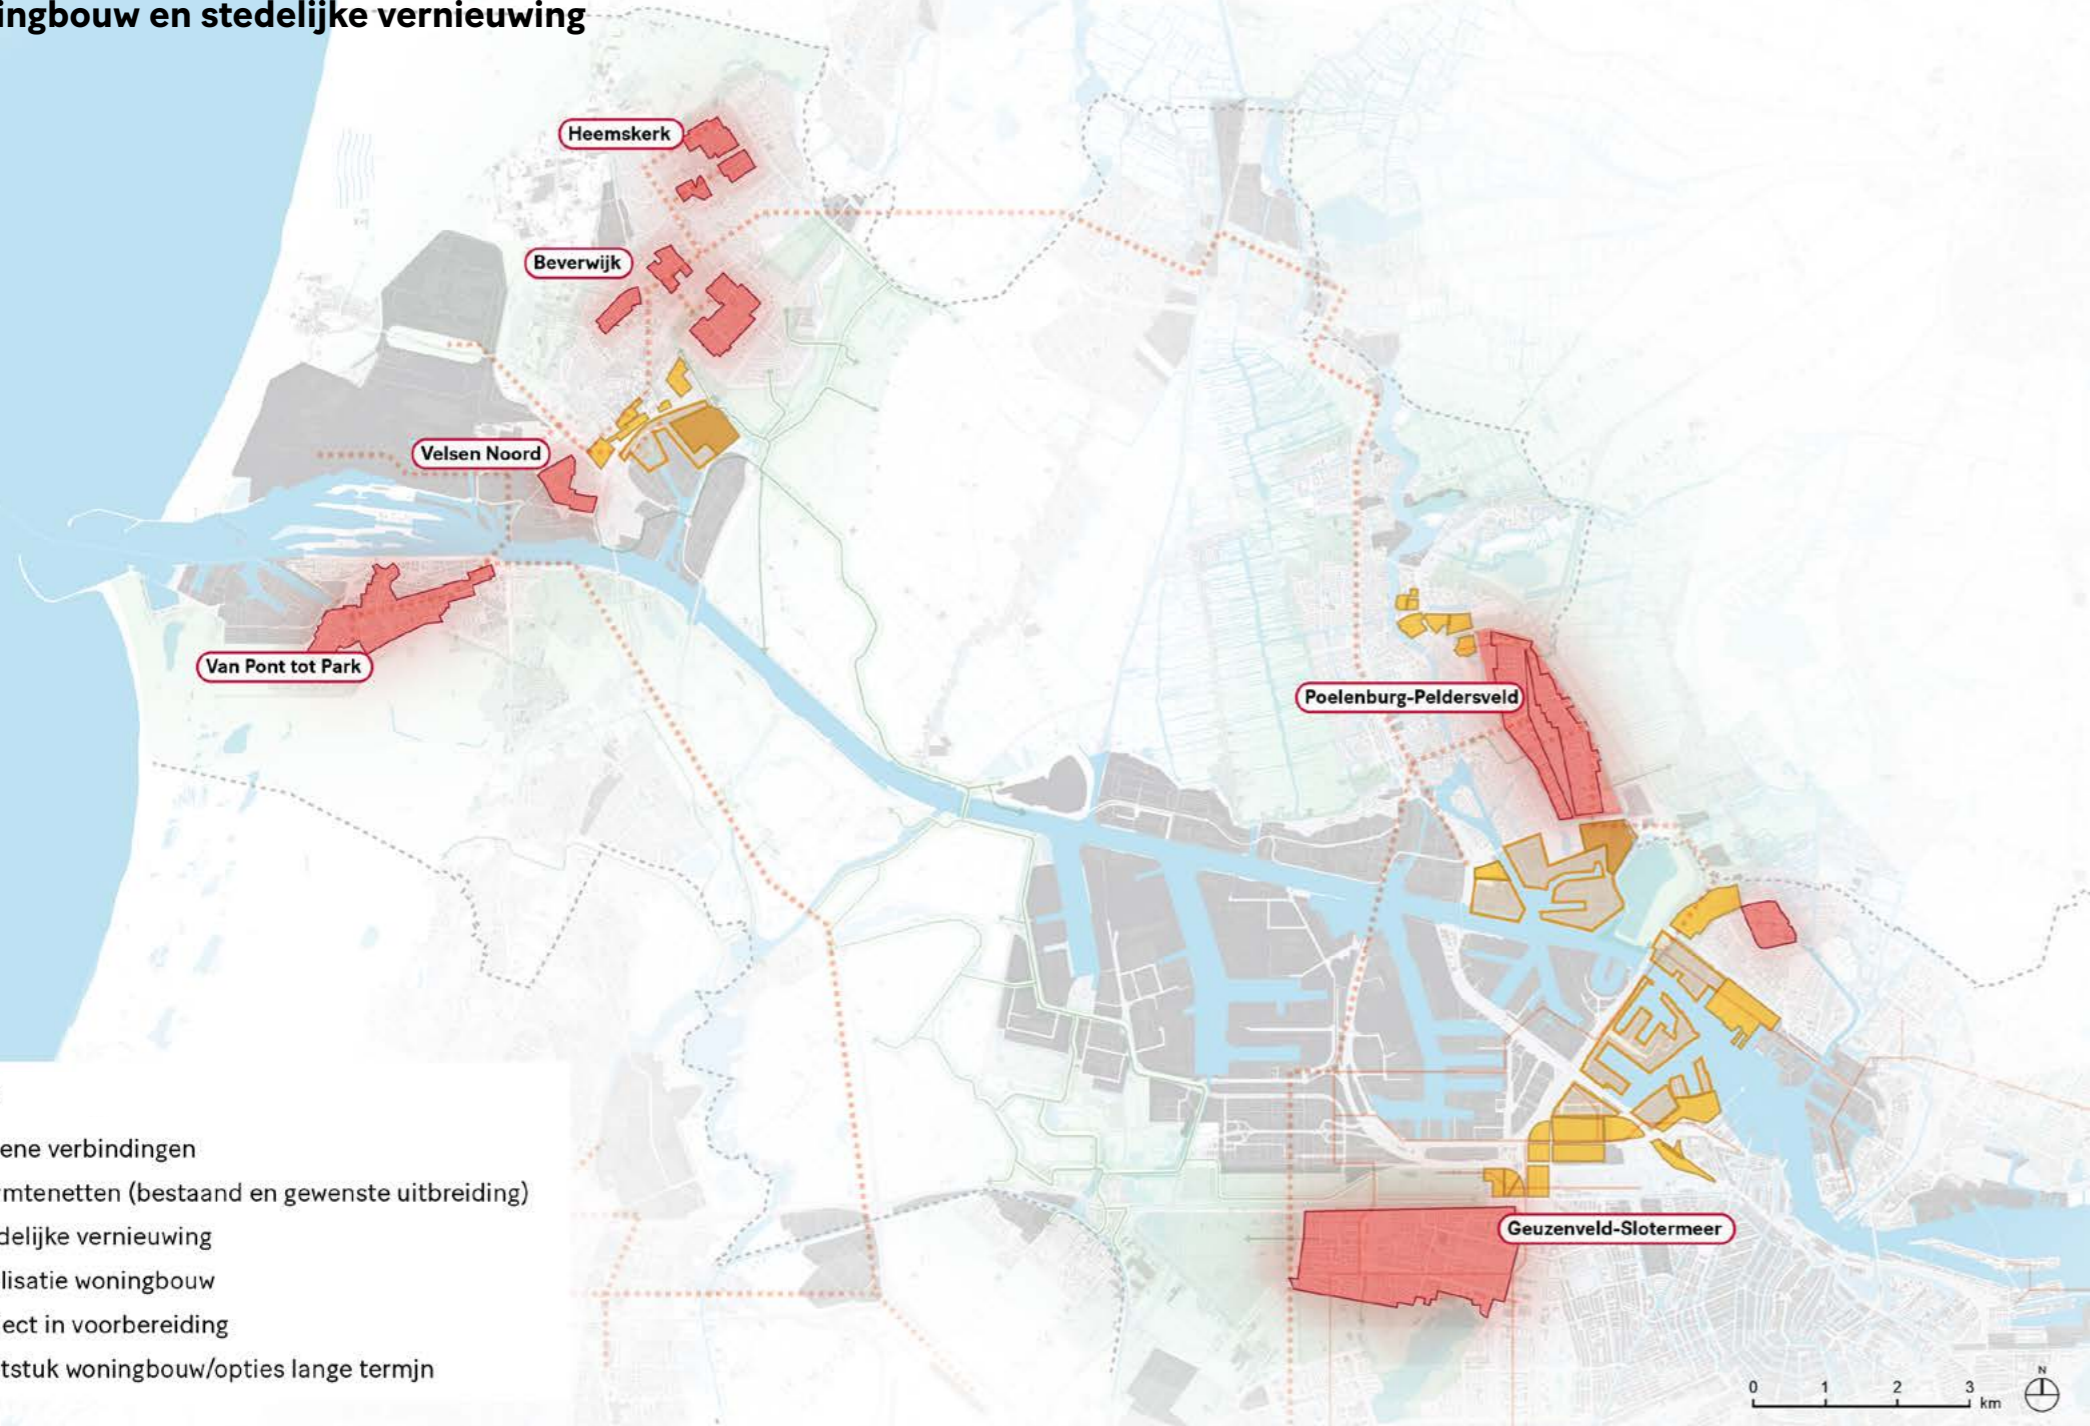 ingbouw en stedelijke vernieuwing
Heemskerk
Beverwijk
Velsen Noord
Van Pont tot Park
Poelenburg-Peldersveld
Geuzenveld-Slotermeer
ene verbindingen
mtenetten (bestaand en gewenste uitbreiding)
delijke vernieuwing
lisatie woningbouw
ect in voorbereiding
tstuk woningbouw/opties lange termjn
0 1 2 3 km
N